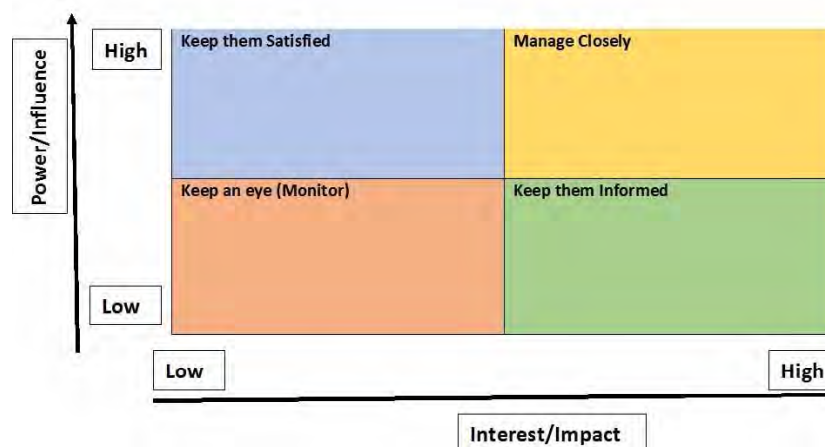 Power/Influence
High
Keep them Satisfied
Manage Closely
Keep an eye (Monitor)
Keep them Informed
Low
Low
High
Interest/Impact